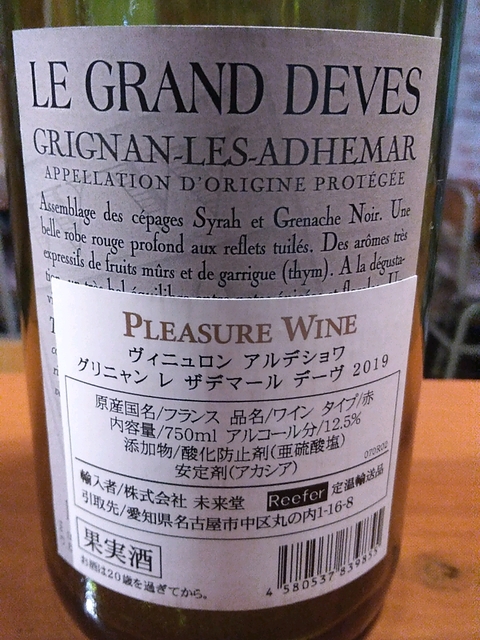 LE GRAND DEVES
GRIGNAN-LES-ADHEMAR
APPELLATION D'ORIGINE PROTÉGÉE
Assemblage des cépages Syrah et Grenache Noir. Une
belle robe rouge profond aux reflets tuilés. Des arômes très
expressifs de fruits mûrs et de garrigue (thym). A la dégusta-
PLEASURE WINE
ヴィニュロン アルデショワ
グリニャン レ ザデマール デーヴ 2019
原産国名/フランス 品名/ワイン タイプ/赤
内容量/750ml アルコール分/12.5%
添加物/酸化防止剤(亜硫酸塩)
安定剤(アカシア)
070R02
輸入者/株式会社 未来堂 Reefer 定温輸送品
引取先/愛知県名古屋市中区丸の内1-16-8
果実酒
お酒は20歳を過ぎてから。
4 580537 839855